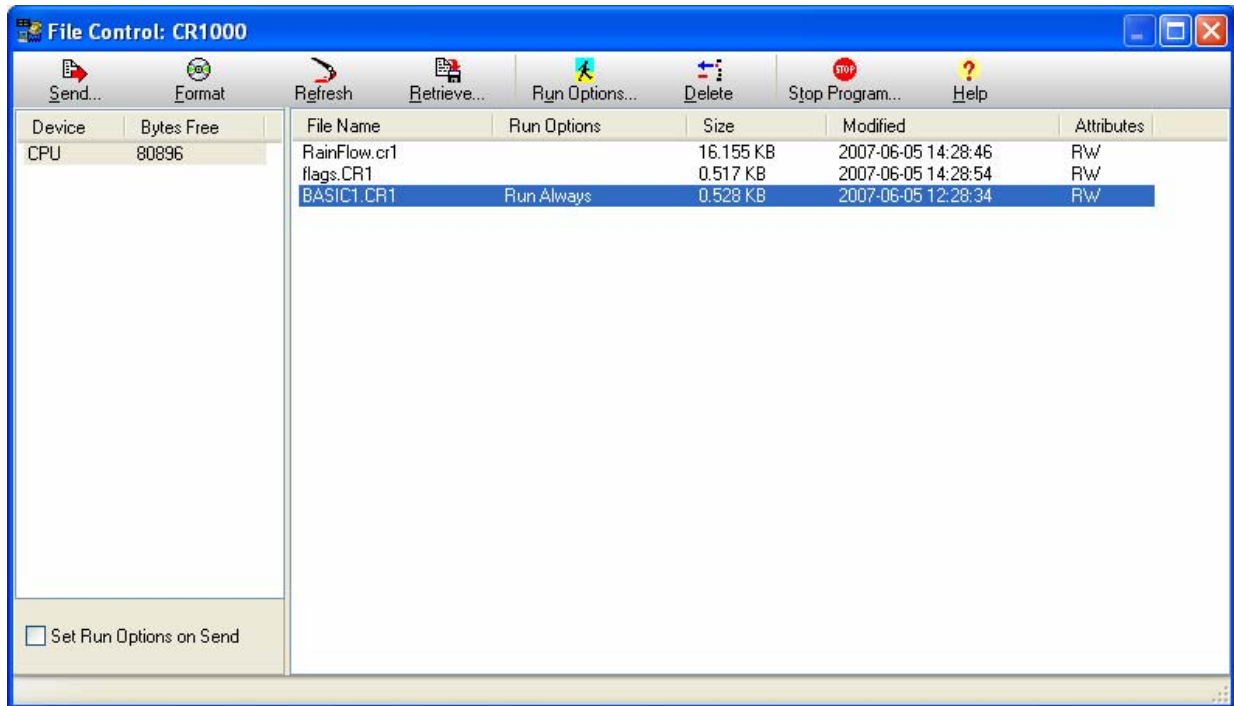 File Control: CR1000
Send... Format Refresh Retrieve... Run Options... Delete Stop Program... Help
STOP
?
Device Bytes Free
CPU 80896
File Name Run Options Size Modified Attributes
RainFlow.cr1 16.155 KB 2007-06-05 14:28:46 RW
flags.CR1 0.517 KB 2007-06-05 14:28:54 RW
BASIC1.CR1 Run Always 0.528 KB 2007-06-05 12:28:34 RW
Set Run Options on Send